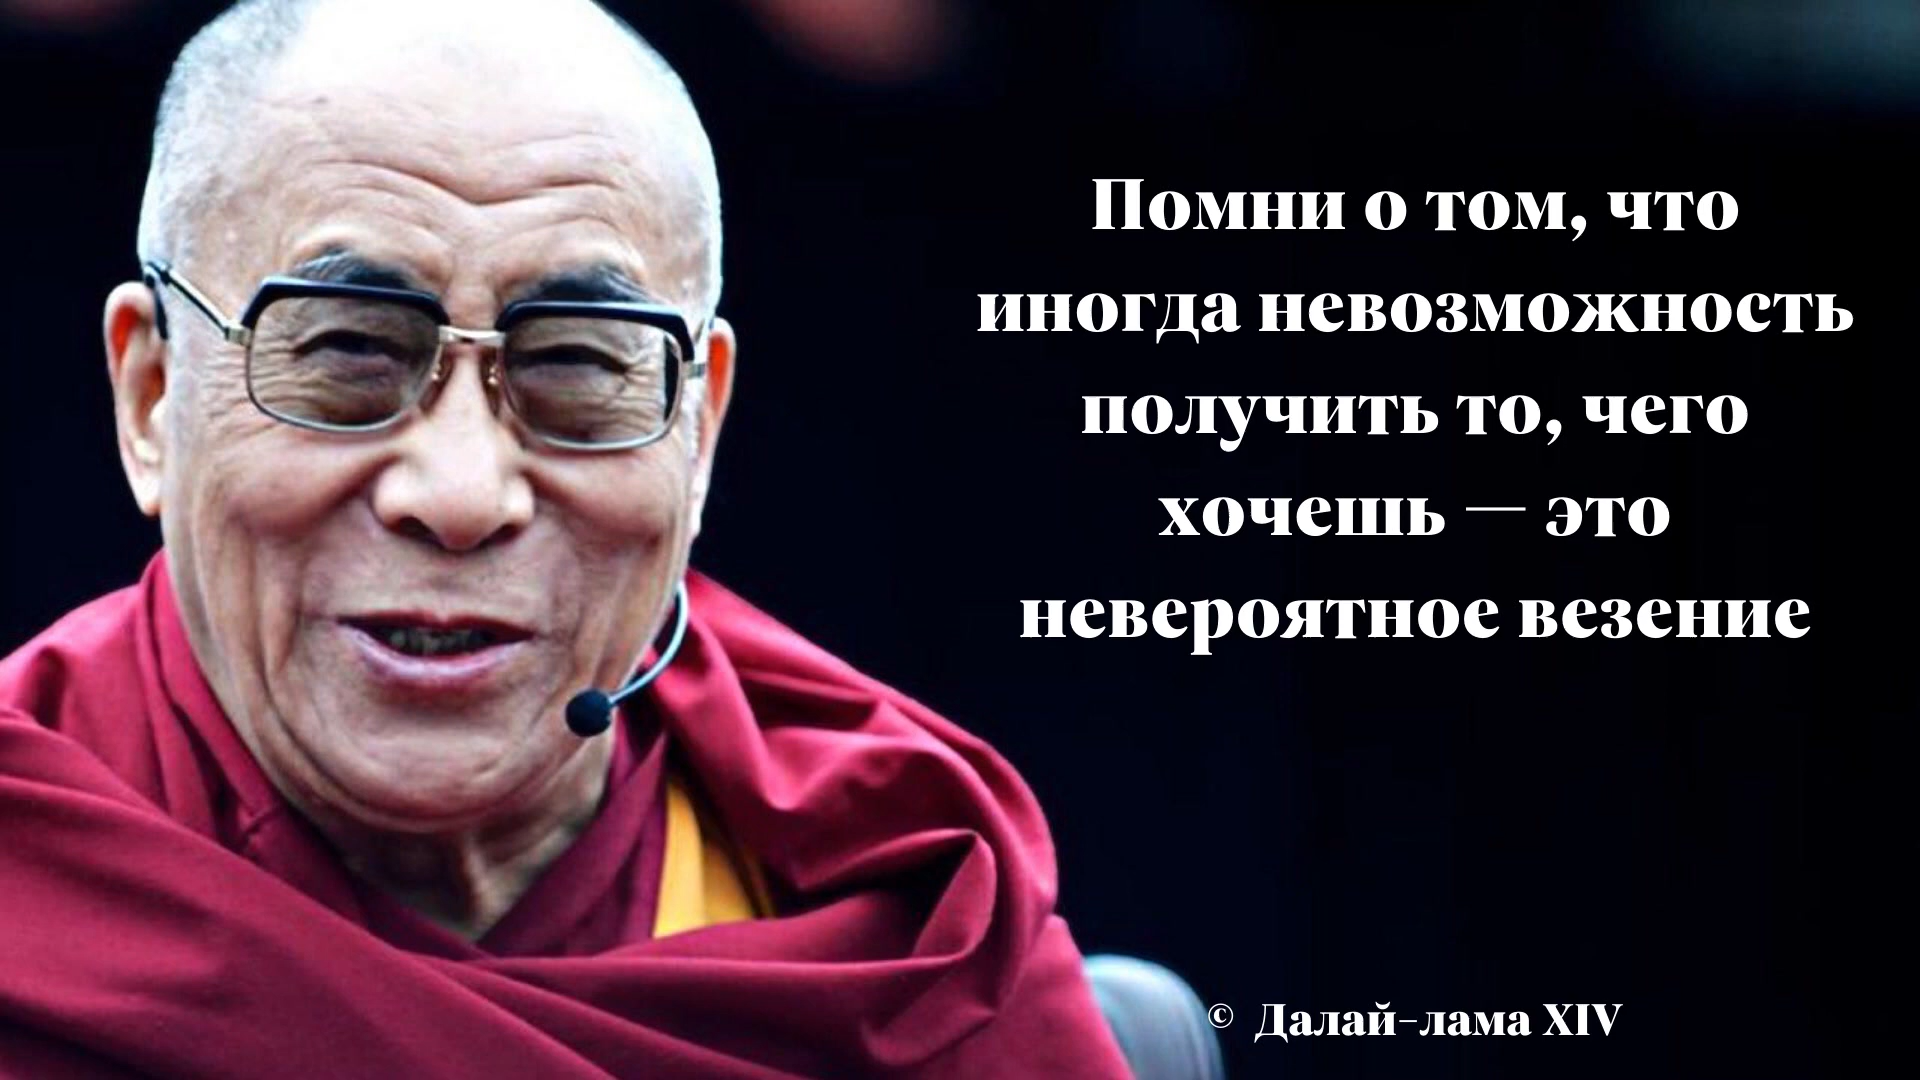 Помни о том, что
иногда невозможность
получить то, чего
хочешь — это
невероятное везение
© Далай-лама XIV